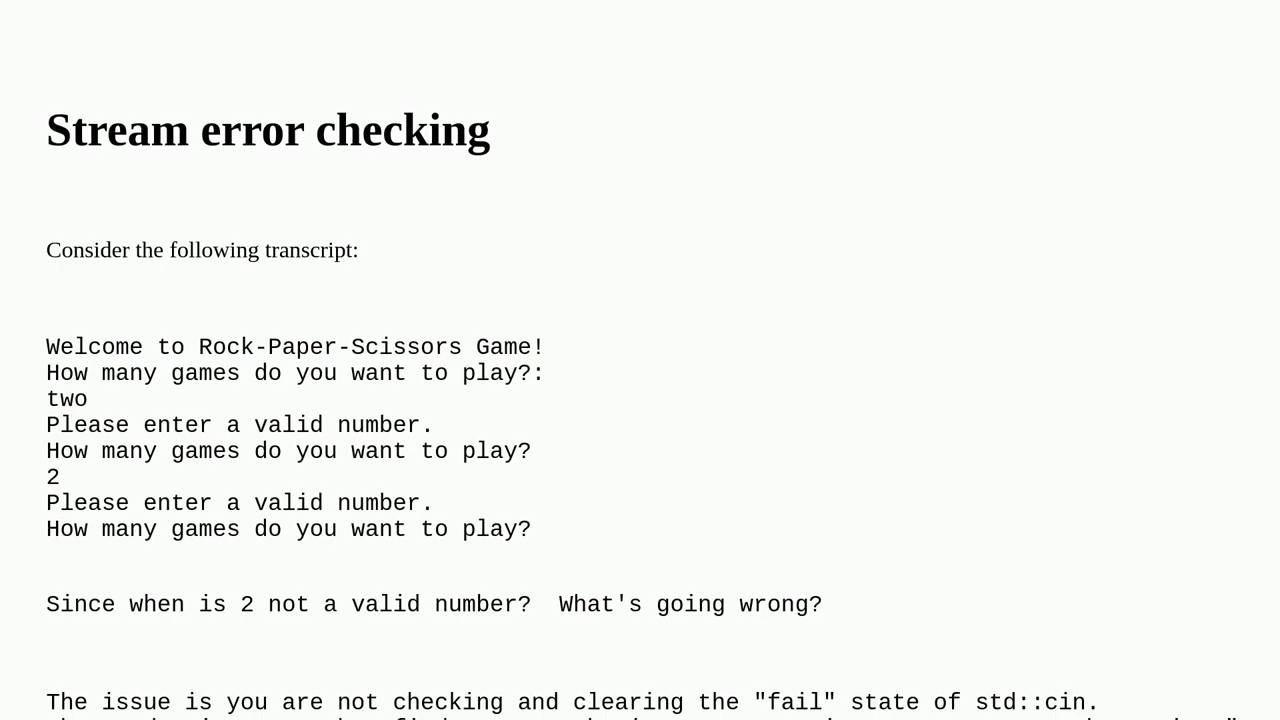 Stream error checking
Consider the following transcript:
Welcome to Rock-Paper-Scissors Game!
How many games do you want to play?:
two
Please enter a valid number.
How many games do you want to play?
2
Please enter a valid number.
How many games do you want to play?
Since when is 2 not a valid number?  What's going wrong?
The issue is you are not checking and clearing the "fail" state of std::cin.